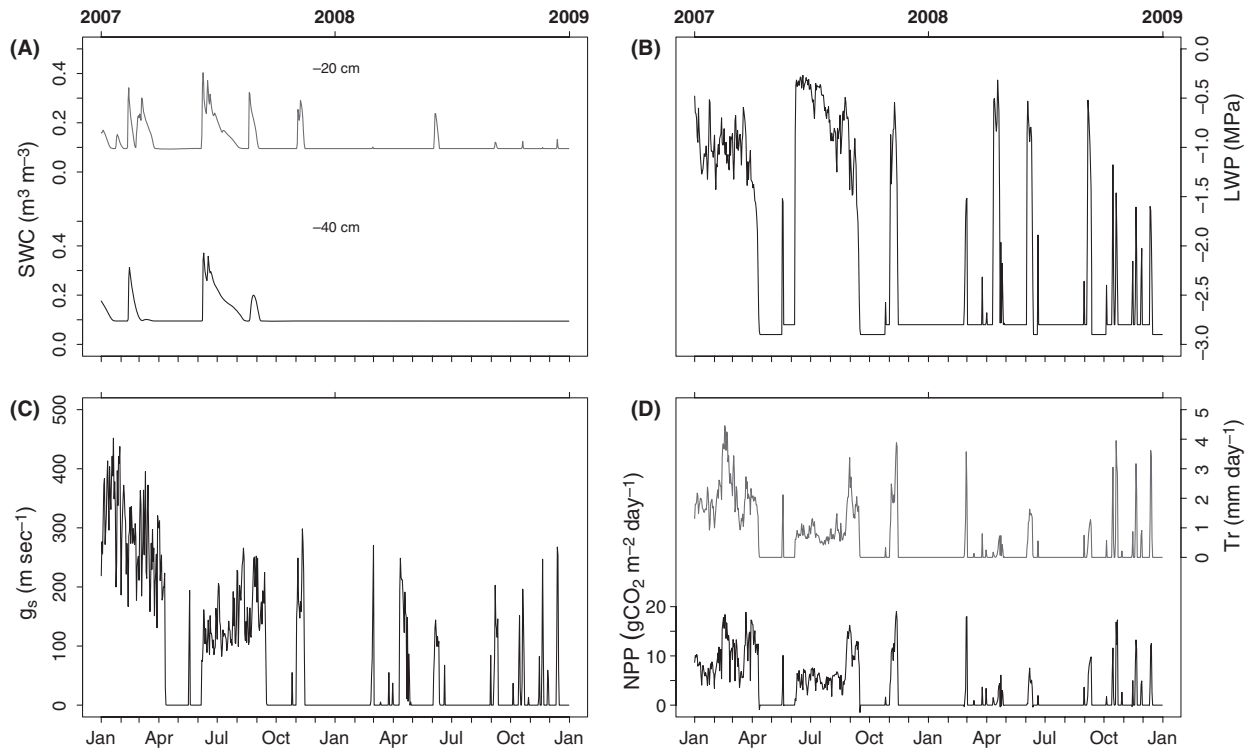 2007 2008 2009 2007 2008 2009
(A) (B)
–20 cm
–40 cm
SWC (m³ m⁻³)
0.0 0.2 0.4
0.0 0.2 0.4
LWP (MPa)
0.0 −0.5 −1.0 −1.5 −2.0 −2.5 −3.0
(C) (D)
gₛ (m sec⁻¹)
0 100 200 300 400 500
NPP (gCO₂ m⁻² day⁻¹)
0 10 20
Tr (mm day⁻¹)
0 1 2 3 4 5
Jan Apr Jul Oct Jan Apr Jul Oct Jan
Jan Apr Jul Oct Jan Apr Jul Oct Jan